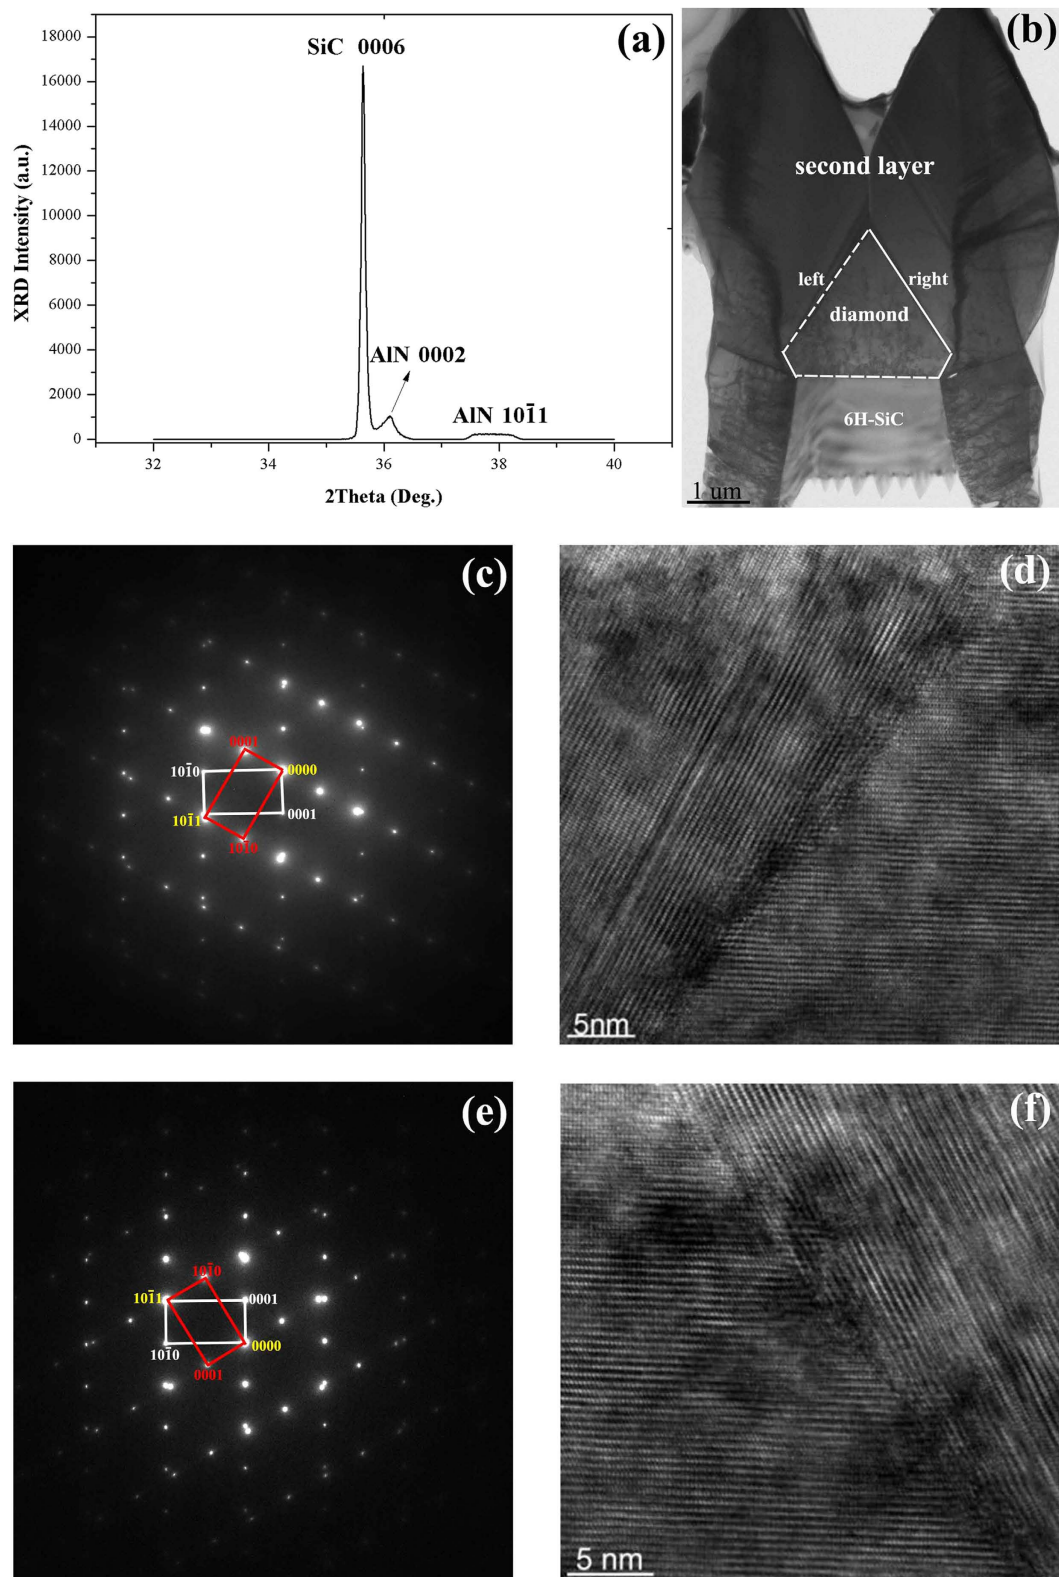 (a)
SiC 0006
18000
16000
14000
12000
10000
8000
6000
4000
2000
0
XRD Intensity (a.u.)
AlN 0002
AlN 101̄1
32
34
36
38
40
2Theta (Deg.)
(b)
second layer
left
right
diamond
6H-SiC
1 um
(c)
0001
101̄0
0000
101̄1
0001
101̄0
(d)
5nm
(e)
101̄0
101̄1
0001
101̄0
0000
0001
(f)
5 nm